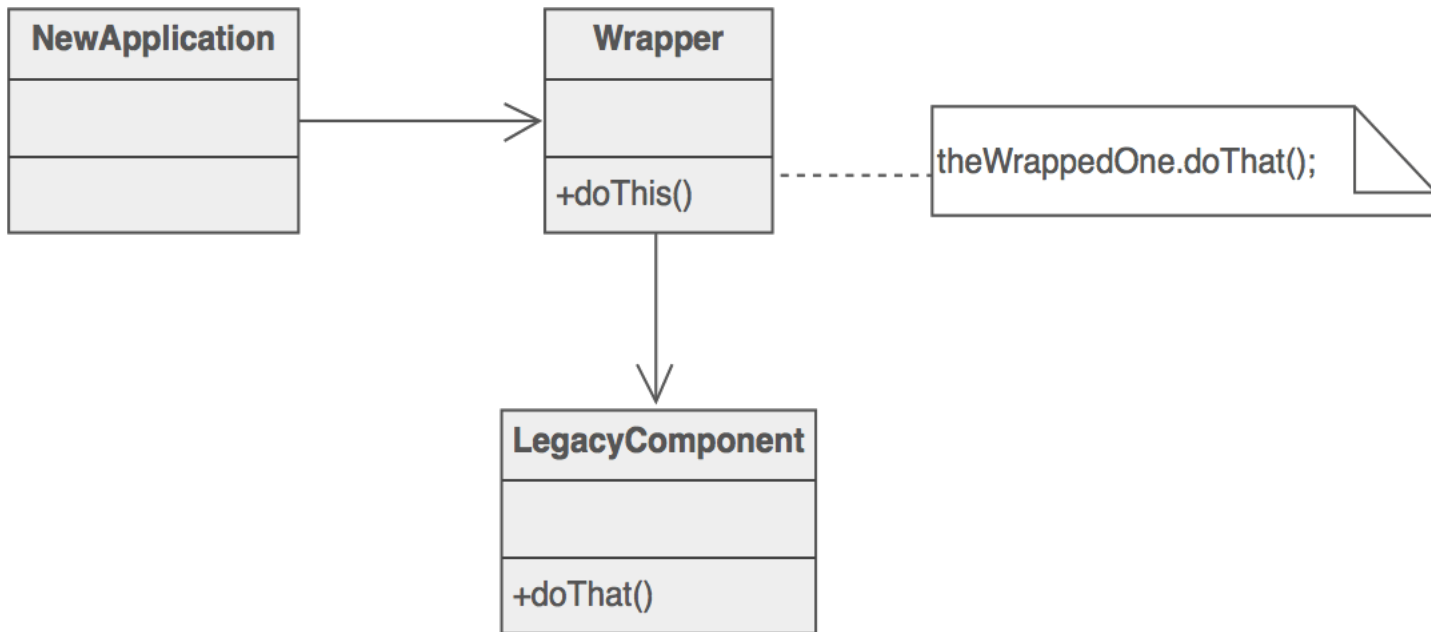 NewApplication
Wrapper
+doThis()
theWrappedOne.doThat();
LegacyComponent
+doThat()